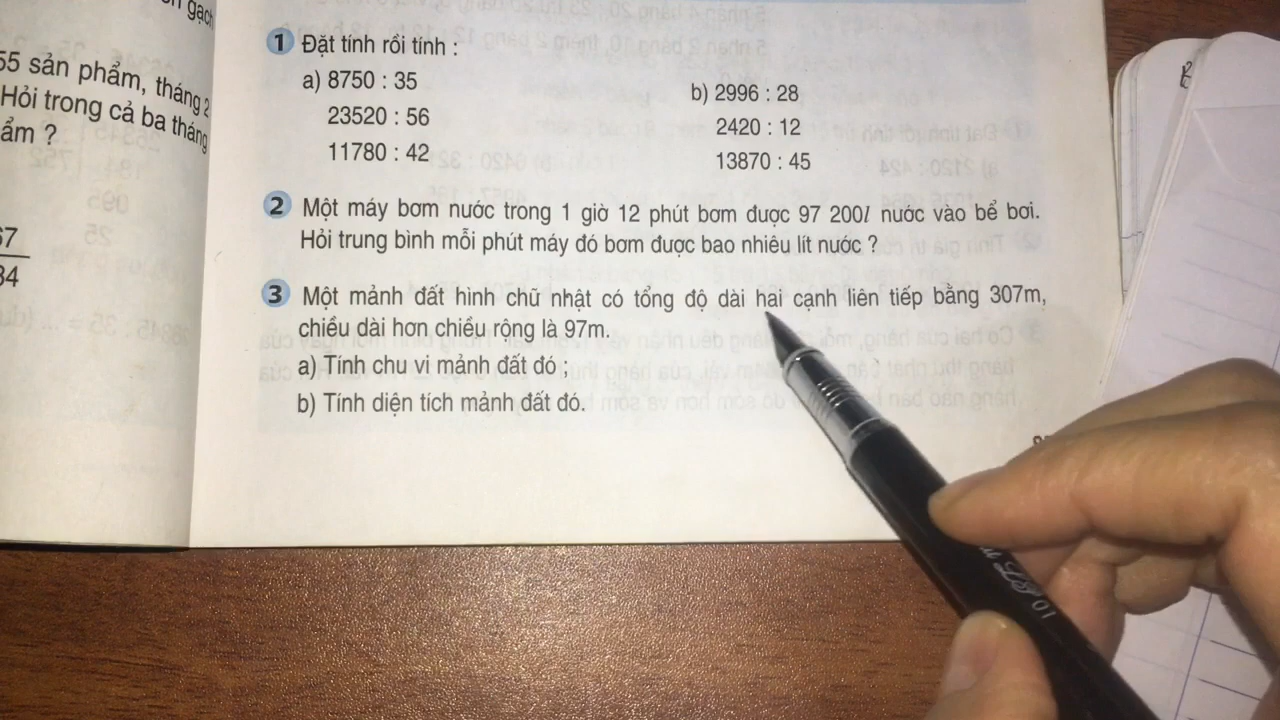 gạch
55 sản phẩm, tháng 2
Hỏi trong cả ba tháng
ẩm ?
67
34
1 Đặt tính rồi tính :
a) 8750 : 35
23520 : 56
11780 : 42
b) 2996 : 28
2420 : 12
13870 : 45
2 Một máy bơm nước trong 1 giờ 12 phút bơm được 97 200l nước vào bể bơi.
Hỏi trung bình mỗi phút máy đó bơm được bao nhiêu lít nước ?
3 Một mảnh đất hình chữ nhật có tổng độ dài hai cạnh liên tiếp bằng 307m,
chiều dài hơn chiều rộng là 97m.
a) Tính chu vi mảnh đất đó ;
b) Tính diện tích mảnh đất đó.